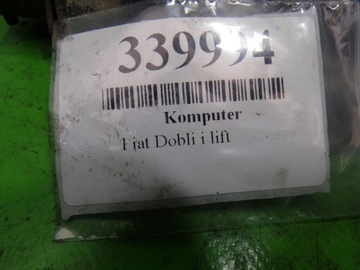 339994
Komputer
Fiat Dobli i lift